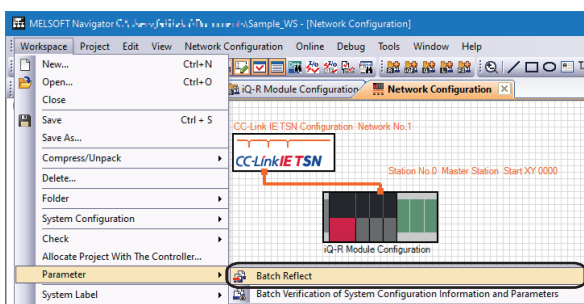 MELSOFT Navigator \Sample_WS - [Network Configuration]
Workspace Project Edit View Network Configuration Online Debug Tools Window Help
New... Ctrl+N
Open... Ctrl+O
Close
iQ-R Module Configuration Network Configuration
Save Ctrl + S
Save As...
Compress/Unpack
Delete...
Folder
System Configuration
Check
Allocate Project With The Controller...
Parameter
System Label
CC-Link IE TSN Configuration Network No.1
CC-Link IE TSN
Station No.0 Master Station Start XY 0000
iQ-R Module Configuration
Batch Reflect
Batch Verification of System Configuration Information and Parameters